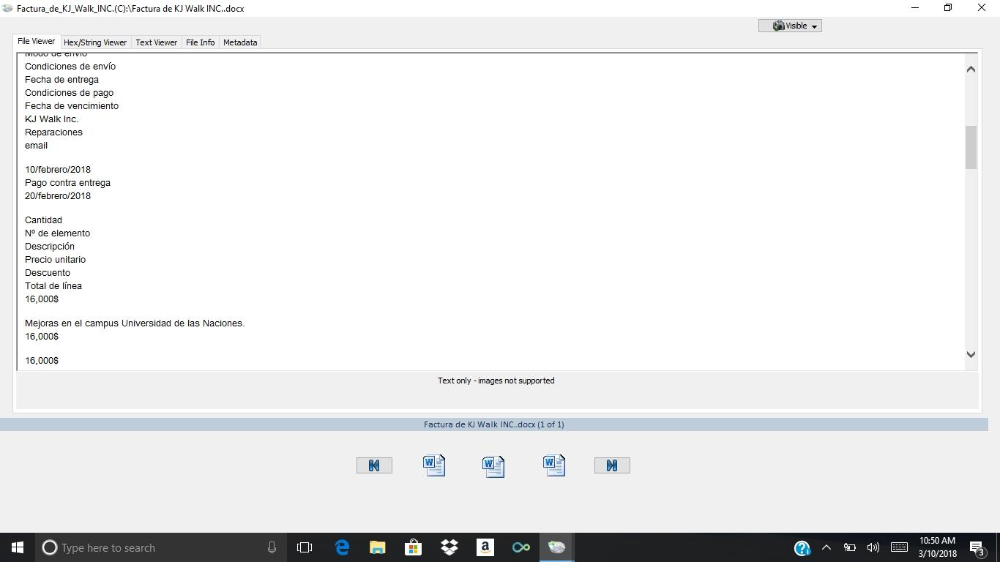 Factura_de_KJ_Walk_INC.(C):\Factura de KJ Walk INC..docx
Visible
File Viewer Hex/String Viewer Text Viewer File Info Metadata
Modo de envío
Condiciones de envío
Fecha de entrega
Condiciones de pago
Fecha de vencimiento
KJ Walk Inc.
Reparaciones
email
10/febrero/2018
Pago contra entrega
20/febrero/2018
Cantidad
Nº de elemento
Descripción
Precio unitario
Descuento
Total de línea
16,000$
Mejoras en el campus Universidad de las Naciones.
16,000$
16,000$
Text only - images not supported
Factura de KJ Walk INC..docx (1 of 1)
Type here to search
10:50 AM
3/10/2018
3